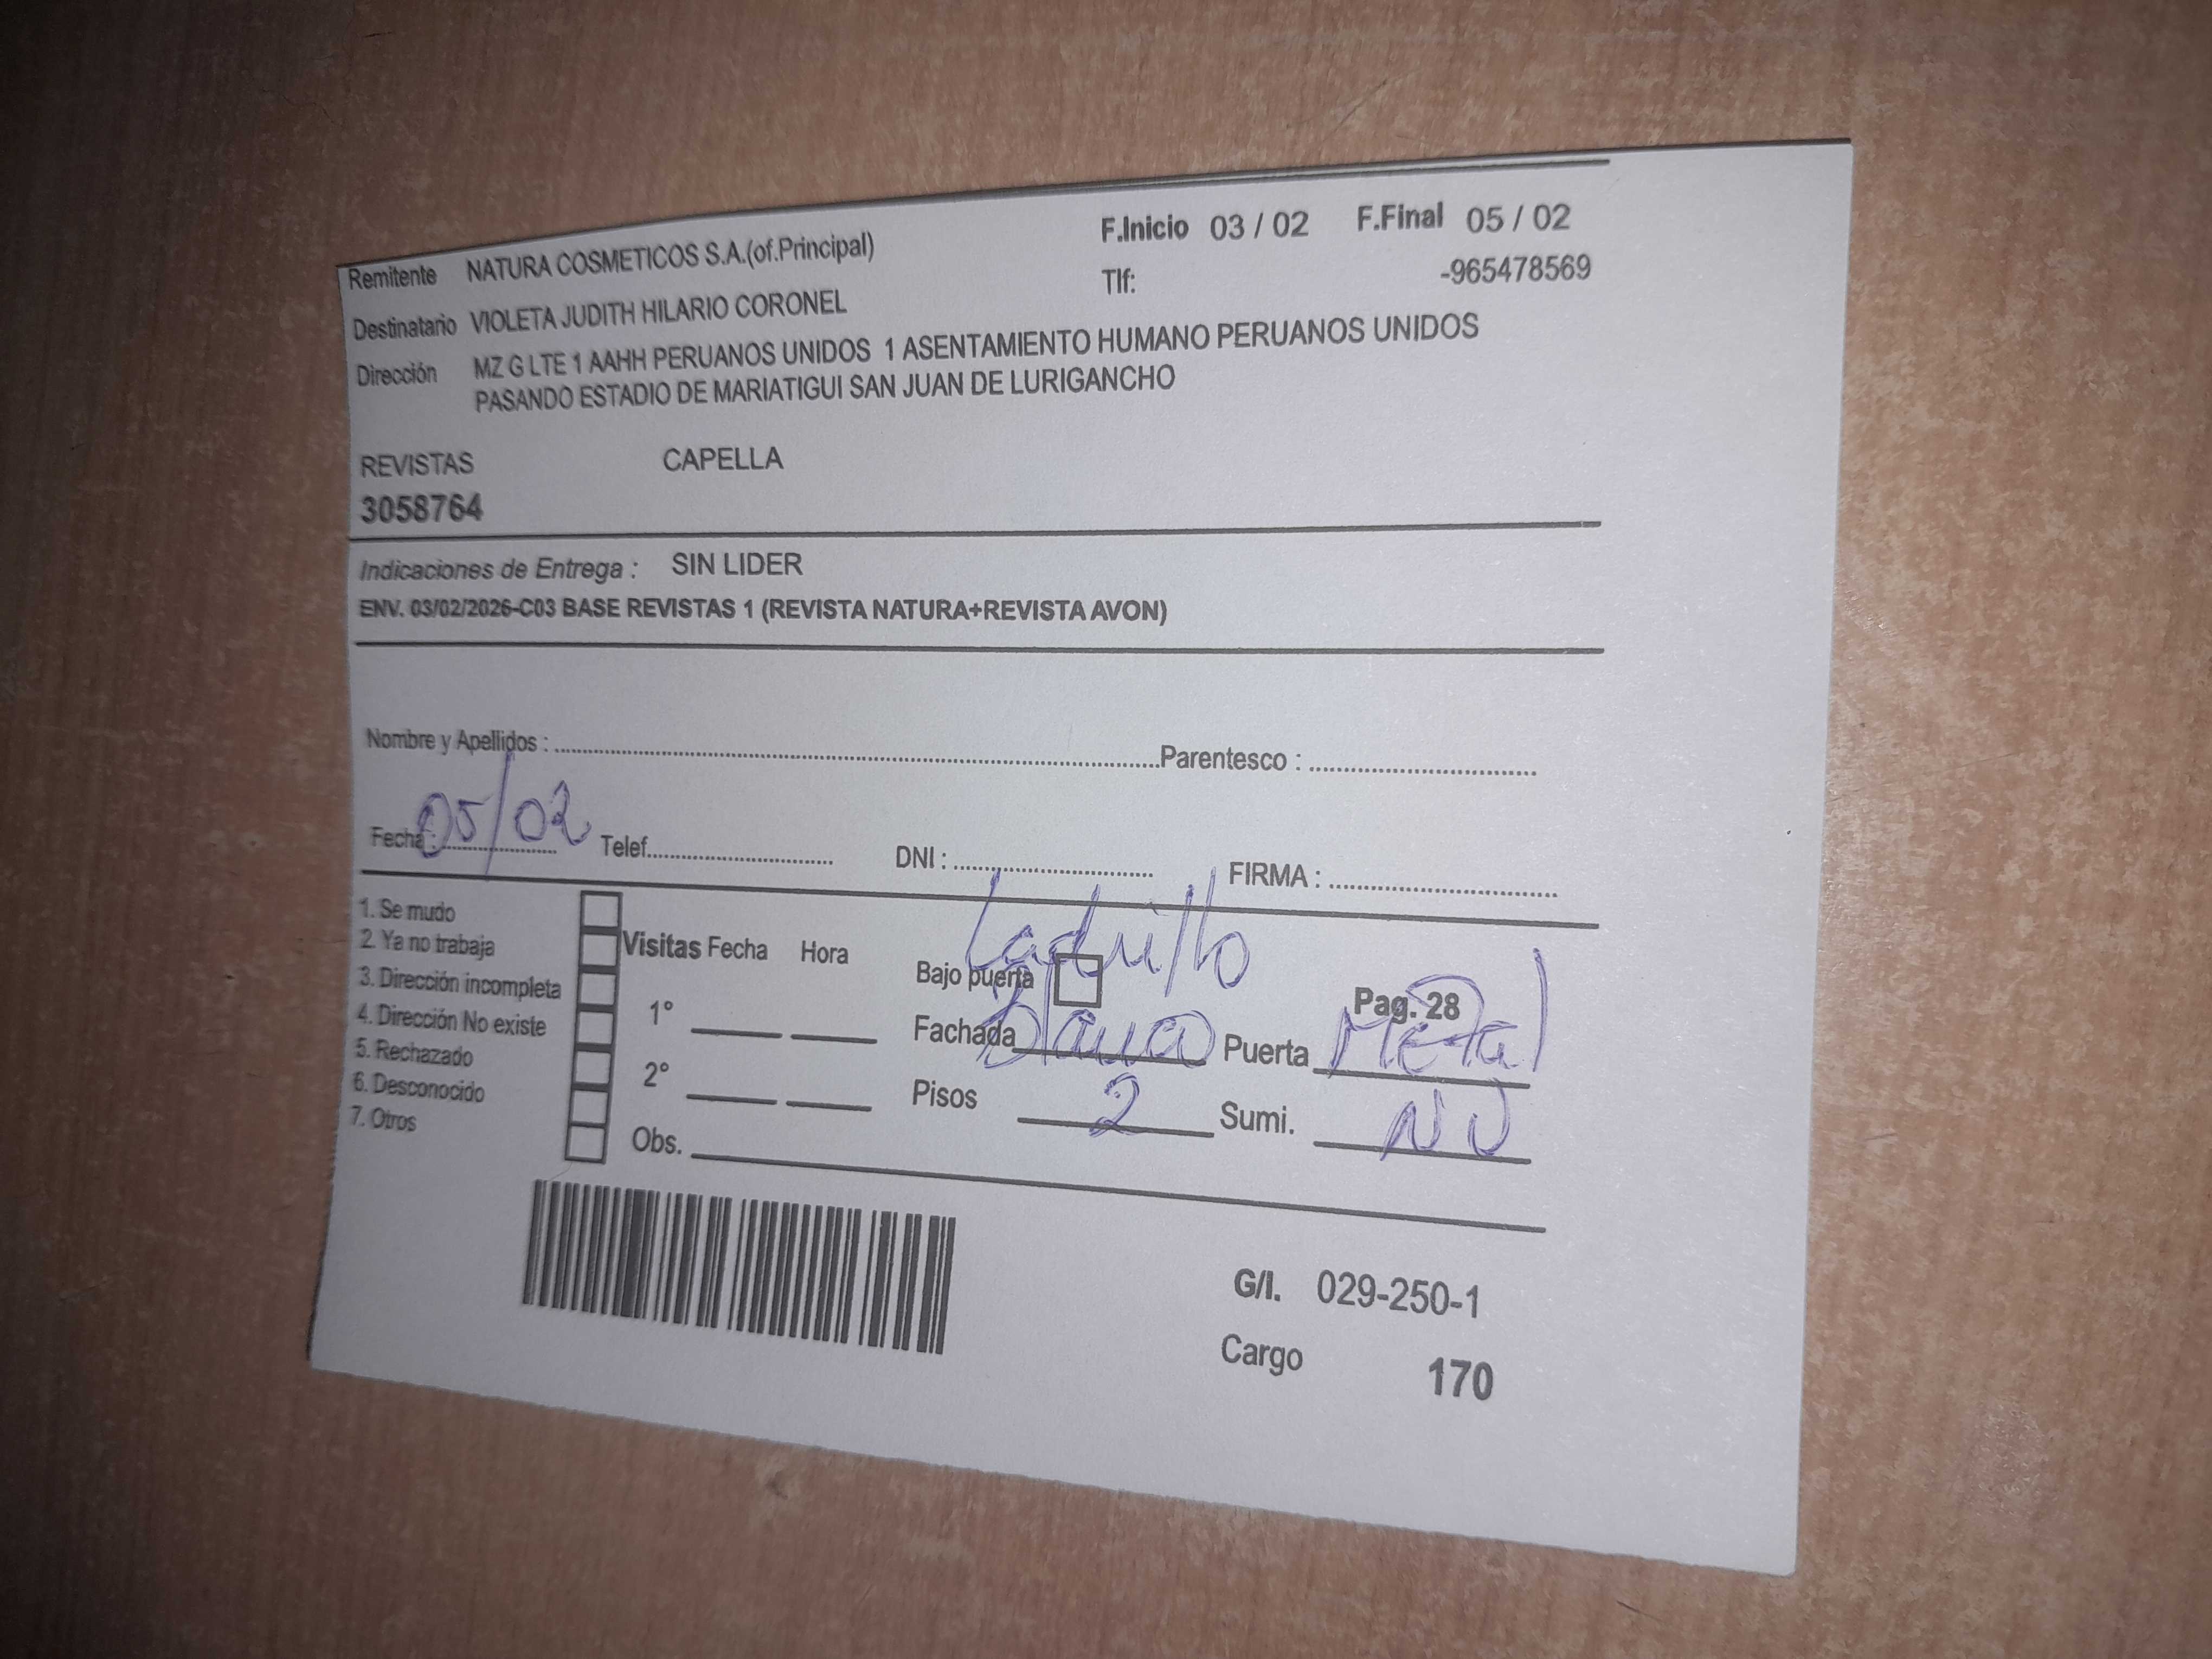 Remitente NATURA COSMETICOS S.A.(of.Principal) F.Inicio 03 / 02 F.Final 05 / 02
Destinatario VIOLETA JUDITH HILARIO CORONEL Tlf: -965478569
Dirección MZ G LTE 1 AAHH PERUANOS UNIDOS 1 ASENTAMIENTO HUMANO PERUANOS UNIDOS
PASANDO ESTADIO DE MARIATIGUI SAN JUAN DE LURIGANCHO
REVISTAS CAPELLA
3058764
Indicaciones de Entrega : SIN LIDER
ENV. 03/02/2026-C03 BASE REVISTAS 1 (REVISTA NATURA+REVISTA AVON)
Nombre y Apellidos : Parentesco :
Fecha : 05/02 Telef. DNI : FIRMA :
1. Se mudo
2. Ya no trabaja
3. Dirección incompleta
4. Dirección No existe
5. Rechazado
6. Desconocido
7. Otros
Visitas Fecha Hora
1°
2°
Obs.
Ladrillo
Bajo puerta Pag. 28
Fachada blanca Puerta Metal
Pisos 2 Sumi.
G/I. 029-250-1
Cargo 170